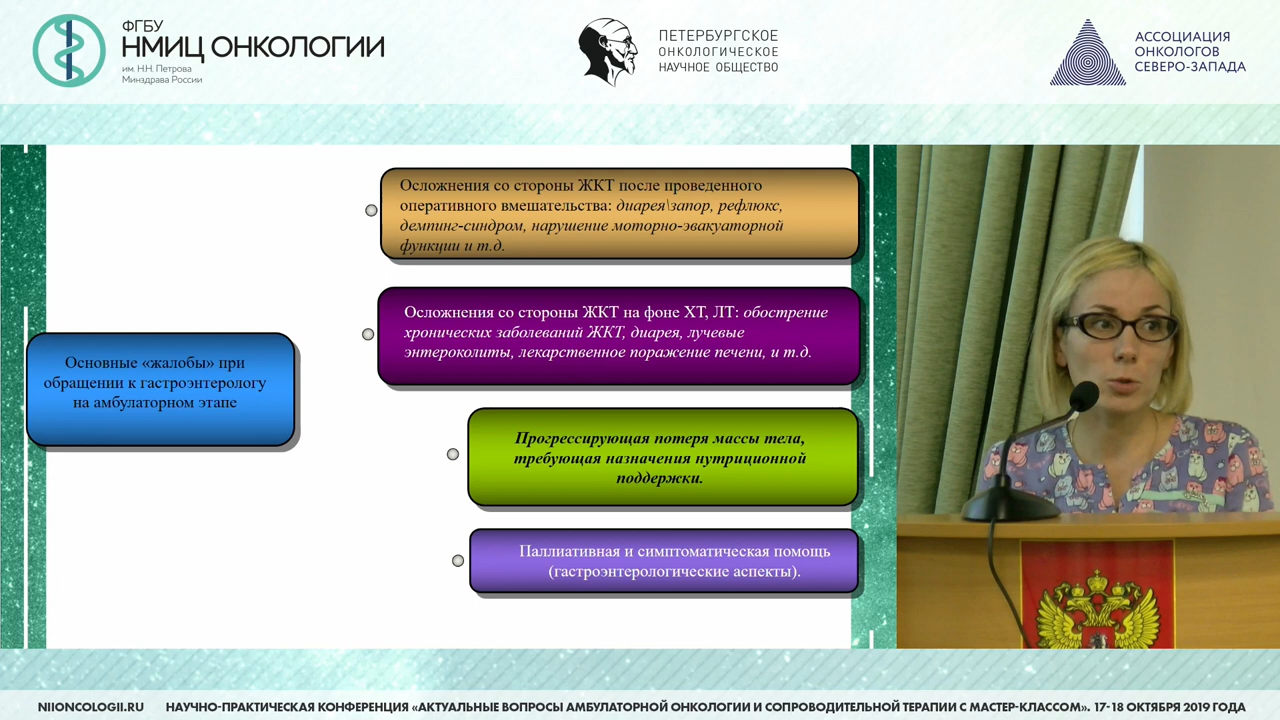 ФГБУ
НМИЦ ОНКОЛОГИИ
им. Н.Н. Петрова
Минздрава России
ПЕТЕРБУРГСКОЕ
ОНКОЛОГИЧЕСКОЕ
НАУЧНОЕ ОБЩЕСТВО
АССОЦИАЦИЯ
ОНКОЛОГОВ
СЕВЕРО-ЗАПАДА
Основные «жалобы» при
обращении к гастроэнтерологу
на амбулаторном этапе
Осложнения со стороны ЖКТ после проведенного
оперативного вмешательства: диарея\запор, рефлюкс,
демпинг-синдром, нарушение моторно-эвакуаторной
функции и т.д.
Осложнения со стороны ЖКТ на фоне ХТ, ЛТ: обострение
хронических заболеваний ЖКТ, диарея, лучевые
энтероколиты, лекарственное поражение печени, и т.д.
Прогрессирующая потеря массы тела,
требующая назначения нутриционной
поддержки.
Паллиативная и симптоматическая помощь
(гастроэнтерологические аспекты).
NIIONCOLOGII.RU НАУЧНО-ПРАКТИЧЕСКАЯ КОНФЕРЕНЦИЯ «АКТУАЛЬНЫЕ ВОПРОСЫ АМБУЛАТОРНОЙ ОНКОЛОГИИ И СОПРОВОДИТЕЛЬНОЙ ТЕРАПИИ С МАСТЕР-КЛАССОМ». 17-18 ОКТЯБРЯ 2019 ГОДА